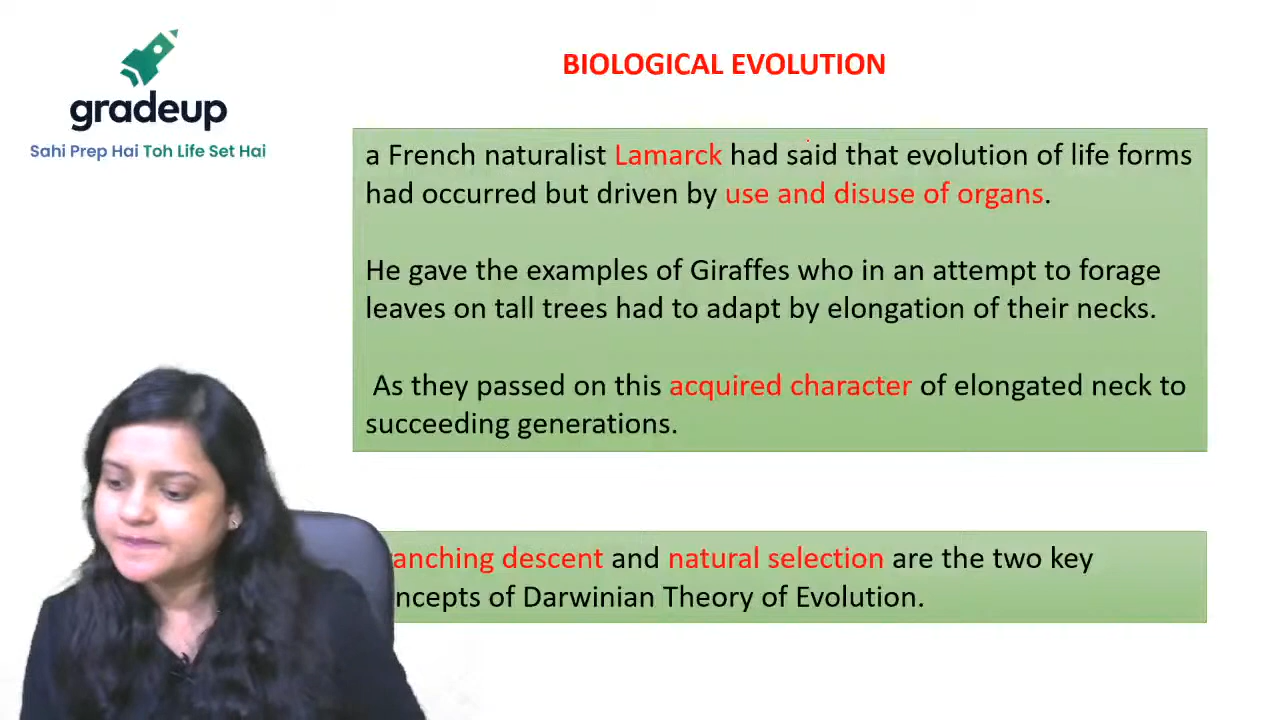 gradeup
Sahi Prep Hai Toh Life Set Hai
BIOLOGICAL EVOLUTION
a French naturalist Lamarck had said that evolution of life forms
had occurred but driven by use and disuse of organs.
He gave the examples of Giraffes who in an attempt to forage
leaves on tall trees had to adapt by elongation of their necks.
As they passed on this acquired character of elongated neck to
succeeding generations.
descent and natural selection are the two key
of Darwinian Theory of Evolution.